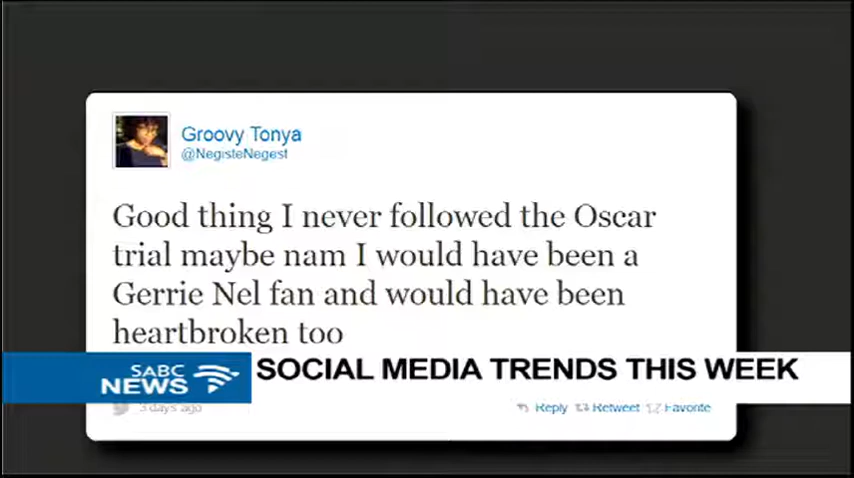 Groovy Tonya
@NegisteNegest
Good thing I never followed the Oscar
trial maybe nam I would have been a
Gerrie Nel fan and would have been
heartbroken too
SABC
NEWS
SOCIAL MEDIA TRENDS THIS WEEK
3 days ago
Reply Retweet Favorite